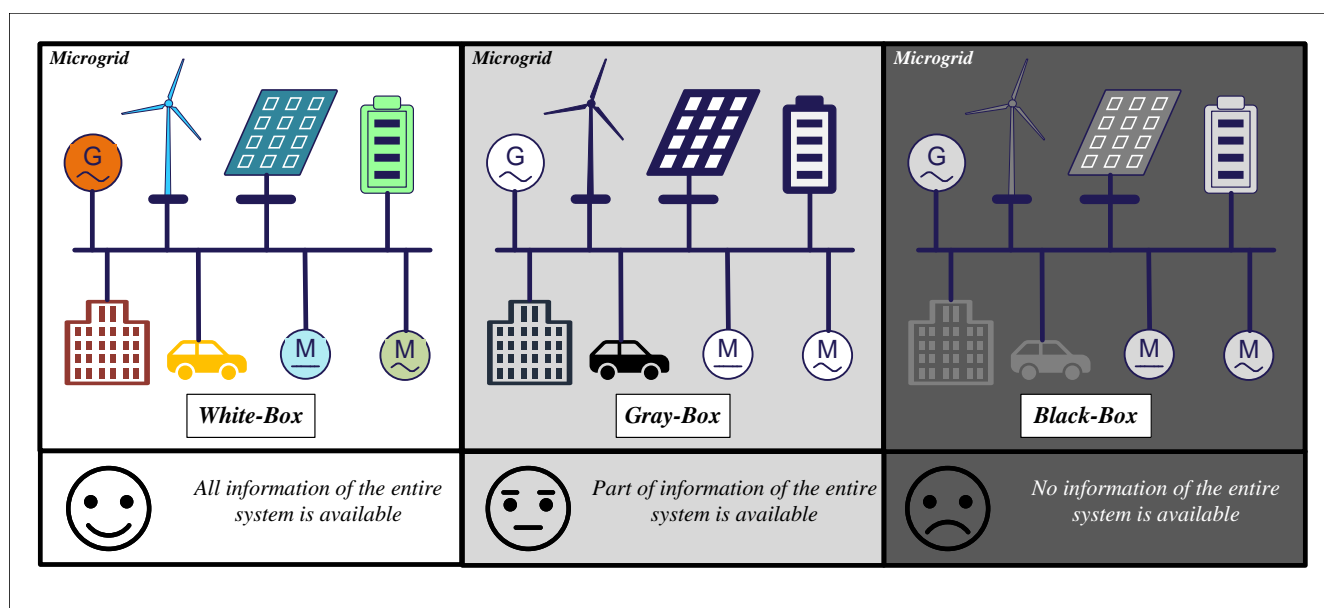 Microgrid
G
M
M
White-Box
All information of the entire
system is available
Microgrid
G
M
M
Gray-Box
Part of information of the entire
system is available
Microgrid
G
M
M
Black-Box
No information of the entire
system is available